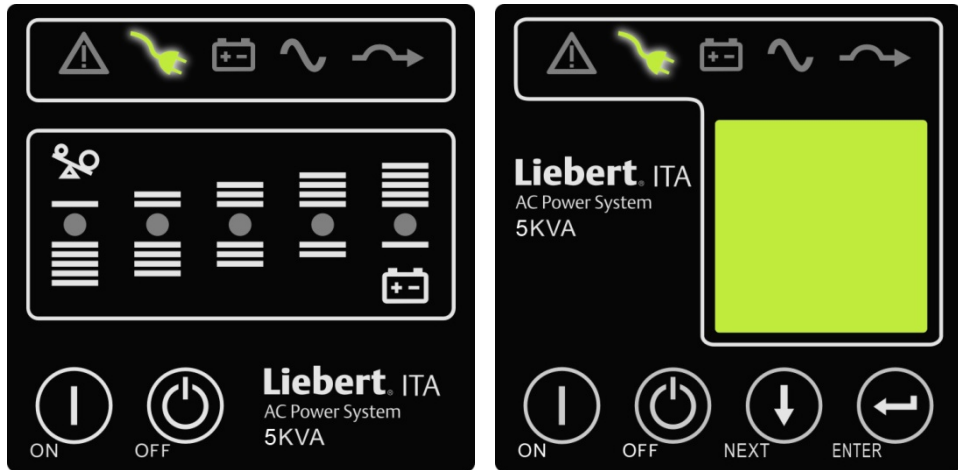 Liebert® ITA
AC Power System
5KVA
ON
OFF
Liebert® ITA
AC Power System
5KVA
ON
OFF
NEXT
ENTER